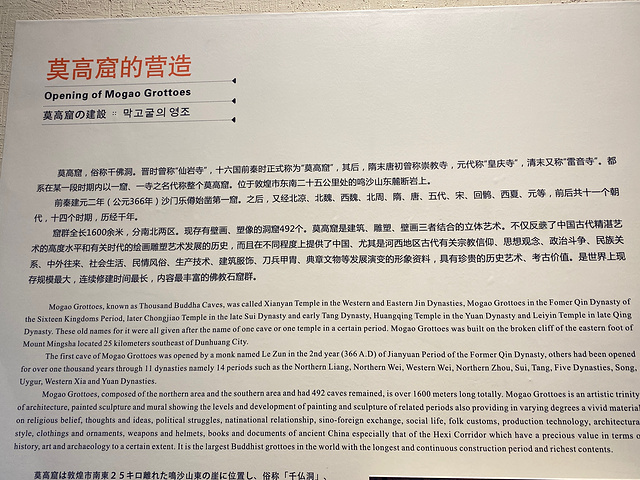 莫高窟的营造
Opening of Mogao Grottoes
莫高窟の建設 :: 막고굴의 영조
莫高窟，俗称千佛洞。晋时曾称“仙岩寺”，十六国前秦时正式称为“莫高窟”，其后，隋末唐初曾称崇教寺，元代称“皇庆寺”，清末又称“雷音寺”。都
系在某一段时期内以一窟、一寺之名代称整个莫高窟。位于敦煌市东南二十五公里处的鸣沙山东麓断岩上。
前秦建元二年（公元366年）沙门乐僔始凿第一窟。之后，又经北凉、北魏、西魏、北周、隋、唐、五代、宋、回鹘、西夏、元等，前后共十一个朝
代，十四个时期，历经千年。
窟群全长1600余米，分南北两区。现存有壁画、塑像的洞窟492个。莫高窟是建筑、雕塑、壁画三者结合的立体艺术。不仅反映了中国古代精湛艺
术的高度水平和有关时代的绘画雕塑艺术发展的历史，而且在不同程度上提供了中国、尤其是河西地区古代有关宗教信仰、思想观念、政治斗争、民族关
系、中外往来、社会生活、民情风俗、生产技术、建筑服饰、刀兵甲胄、典章文物等发展演变的形象资料，具有珍贵的历史艺术、考古价值。是世界上现
存规模最大，连续修建时间最长，内容最丰富的佛教石窟群。
Mogao Grottoes, known as Thousand Buddha Caves, was called Xianyan Temple in the Western and Eastern Jin Dynasties, Mogao Grottoes in the Fomer Qin Dynasty of
the Sixteen Kingdoms Period, later Chongjiao Temple in the late Sui Dynasty and early Tang Dynasty, Huangqing Temple in the Yuan Dynasty and Leiyin Temple in late Qing
Dynasty. These old names for it were all given after the name of one cave or one temple in a certain period. Mogao Grottoes was built on the broken cliff of the eastern foot of
Mount Mingsha located 25 kilometers southeast of Dunhuang City.
The first cave of Mogao Grottoes was opened by a monk named Le Zun in the 2nd year (366 A.D) of Jianyuan Period of the Former Qin Dynasty, others had been opened
for over one thousand years through 11 dynasties namely 14 periods such as the Northern Liang, Northern Wei, Western Wei, Northern Zhou, Sui, Tang, Five Dynasties, Song,
Uygur, Western Xia and Yuan Dynasties.
Mogao Grottoes, composed of the northern area and the southern area and had 492 caves remained, is over 1600 meters long totally. Mogao Grottoes is an artistic trinity
of architecture, painted sculpture and mural showing the levels and development of painting and sculpture of related periods also providing in varying degrees a vivid material
on religious belief, thoughts and ideas, political struggles, natinational relationship, sino-foreign exchange, social life, folk customs, production technology, architectural
style, clothings and ornaments, weapons and helmets, books and documents of ancient China especially that of the Hexi Corridor which have a precious value in terms of
history, art and archaeology to a certain extent. It is the largest Buddhist grottoes in the world with the longest and continuous construction period and richest contents.
莫高窟は敦煌市南東２５キロ離れた鳴沙山東の崖に位置し、俗称「千仏洞」、